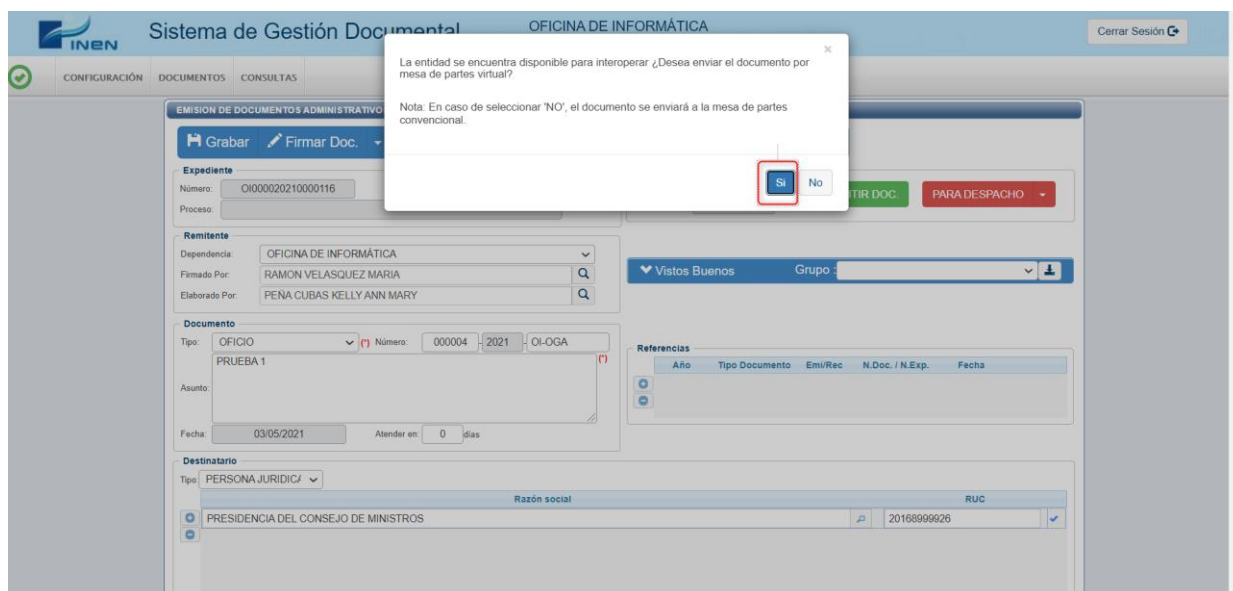 INEN
Sistema de Gestión Documental
OFICINA DE INFORMÁTICA
Cerrar Sesión
CONFIGURACIÓN DOCUMENTOS CONSULTAS
×
La entidad se encuentra disponible para interoperar ¿Desea enviar el documento por
mesa de partes virtual?
Nota: En caso de seleccionar 'NO', el documento se enviará a la mesa de partes
convencional.
Si No
EMISION DE DOCUMENTOS ADMINISTRATIVO
Grabar Firmar Doc.
Expediente
Número: OI000020210000116
Proceso:
PARA DESPACHO
Remitente
Dependencia: OFICINA DE INFORMÁTICA
Firmado Por: RAMON VELASQUEZ MARIA
Elaborado Por: PEÑA CUBAS KELLY ANN MARY
Vistos Buenos Grupo :
Documento
Tipo: OFICIO (*) Número: 000004 - 2021 - OI-OGA
PRUEBA 1 (*)
Asunto:
Fecha: 03/05/2021 Atender en: 0 días
Referencias
Año Tipo Documento Emi/Rec N.Doc. / N.Exp. Fecha
Destinatario
Tipo: PERSONA JURIDICA
Razón social RUC
PRESIDENCIA DEL CONSEJO DE MINISTROS 20168999926